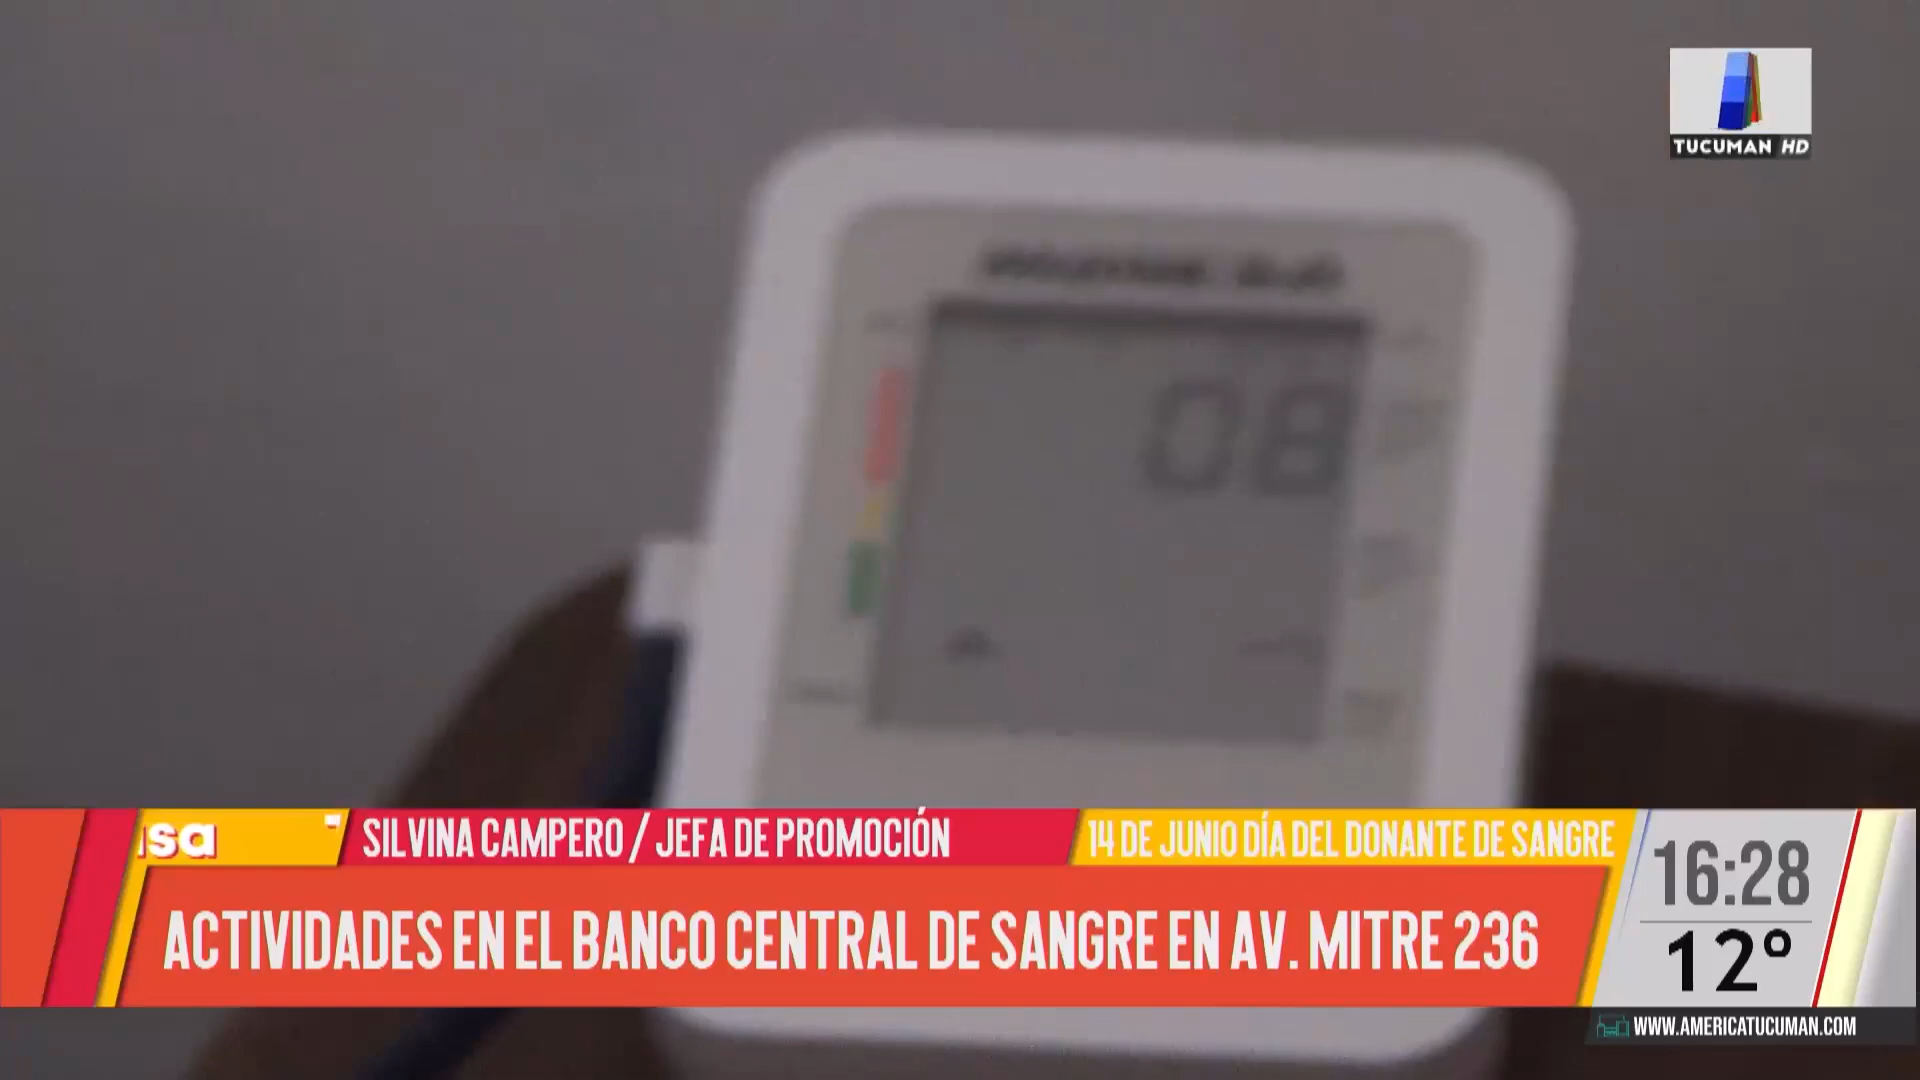 TUCUMAN HD
08
sa
SILVINA CAMPERO / JEFA DE PROMOCIÓN
14 DE JUNIO DÍA DEL DONANTE DE SANGRE
ACTIVIDADES EN EL BANCO CENTRAL DE SANGRE EN AV. MITRE 236
16:28
12°
WWW.AMERICATUCUMAN.COM